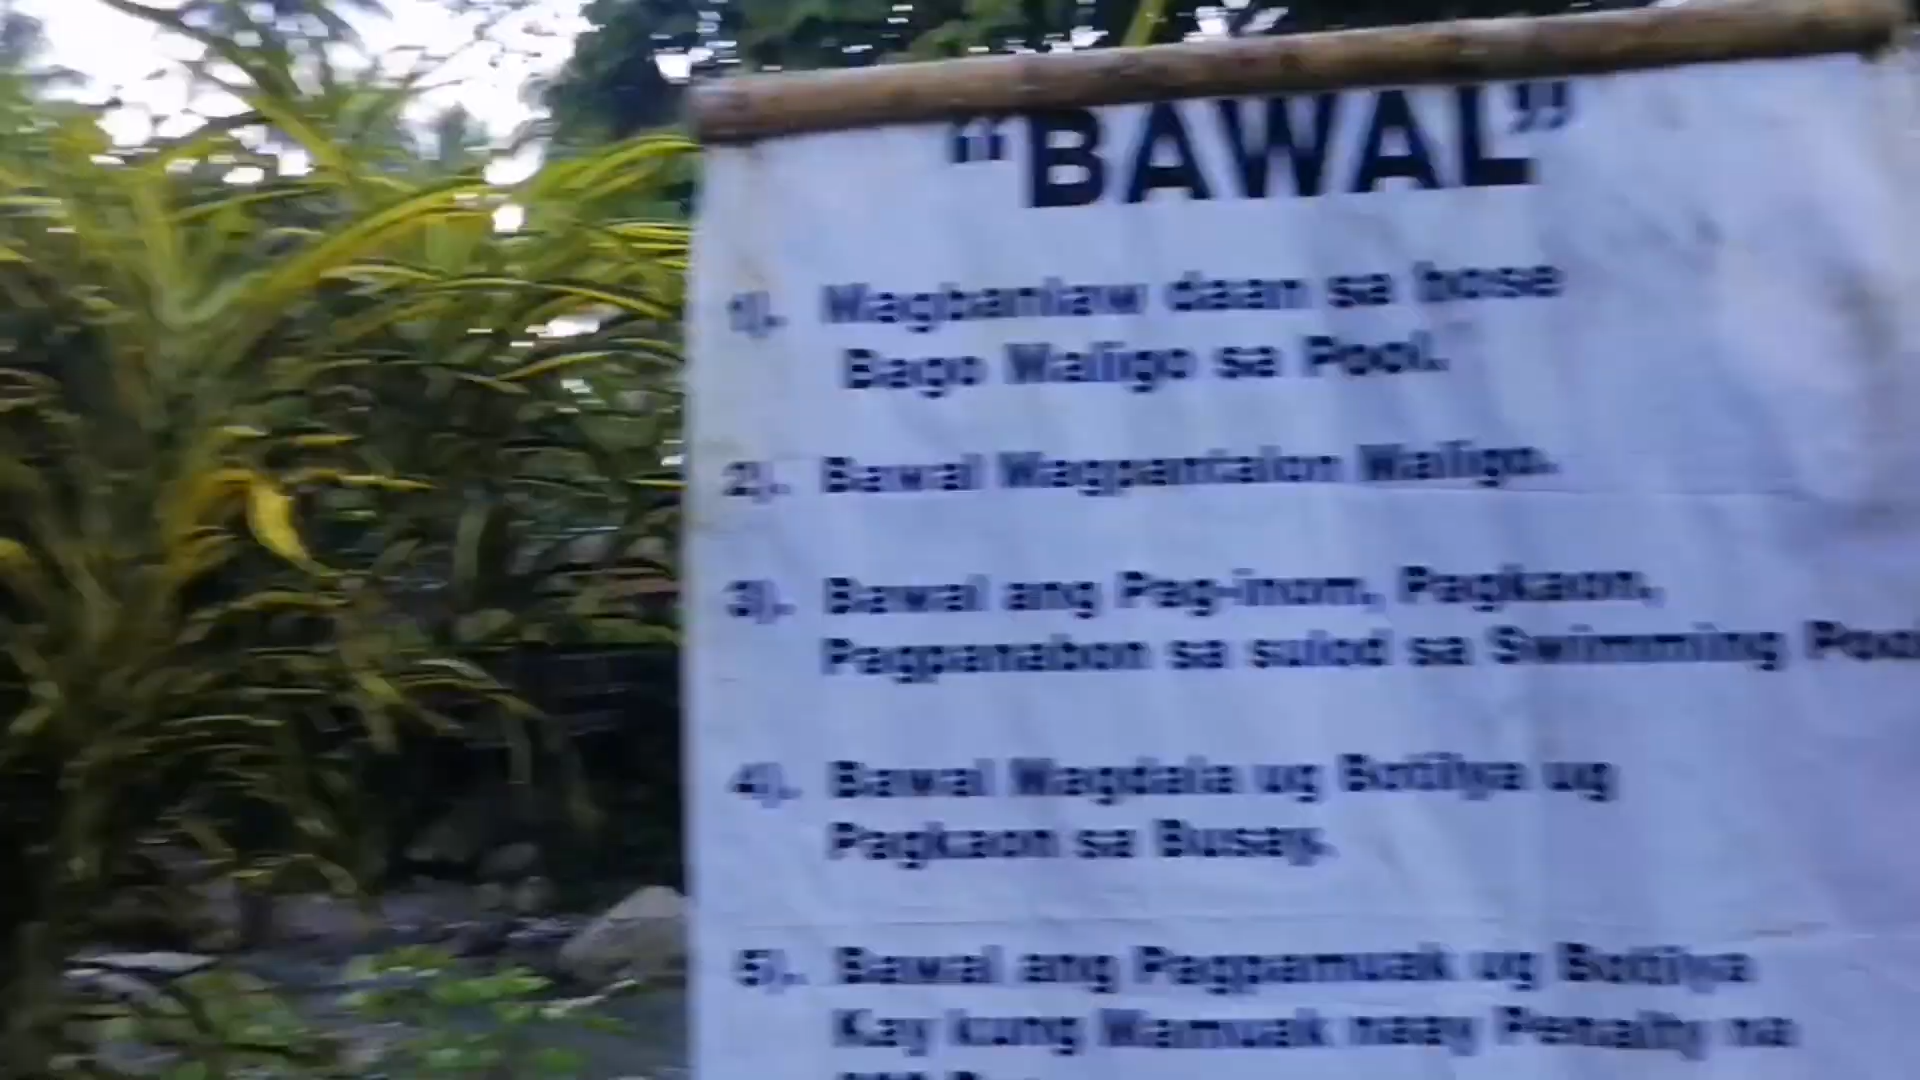 "BAWAL"
1). Magbanlaw daan sa hose
Bago Maligo sa Pool.
2). Bawal Magpantalon Maligo.
3). Bawal ang Pag-inom, Pagkaon,
Pagpanabon sa sulod sa Swimming Pool
4). Bawal Magdala ug Botilya ug
Pagkaon sa Busay.
5). Bawal ang Pagpamuak ug Botilya
Kay kung Mamuak naay Penalty na